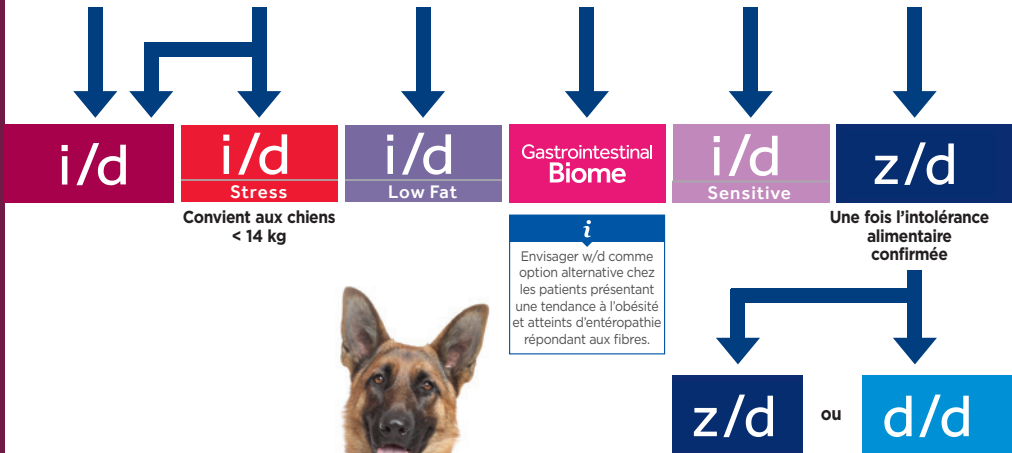 i/d
i/d
Stress
i/d
Low Fat
Gastrointestinal
Biome
i/d
Sensitive
z/d
Convient aux chiens
< 14 kg
i
Envisager w/d comme
option alternative chez
les patients présentant
une tendance à l'obésité
et atteints d'entéropathie
répondant aux fibres.
Une fois l'intolérance
alimentaire
confirmée
z/d
ou
d/d